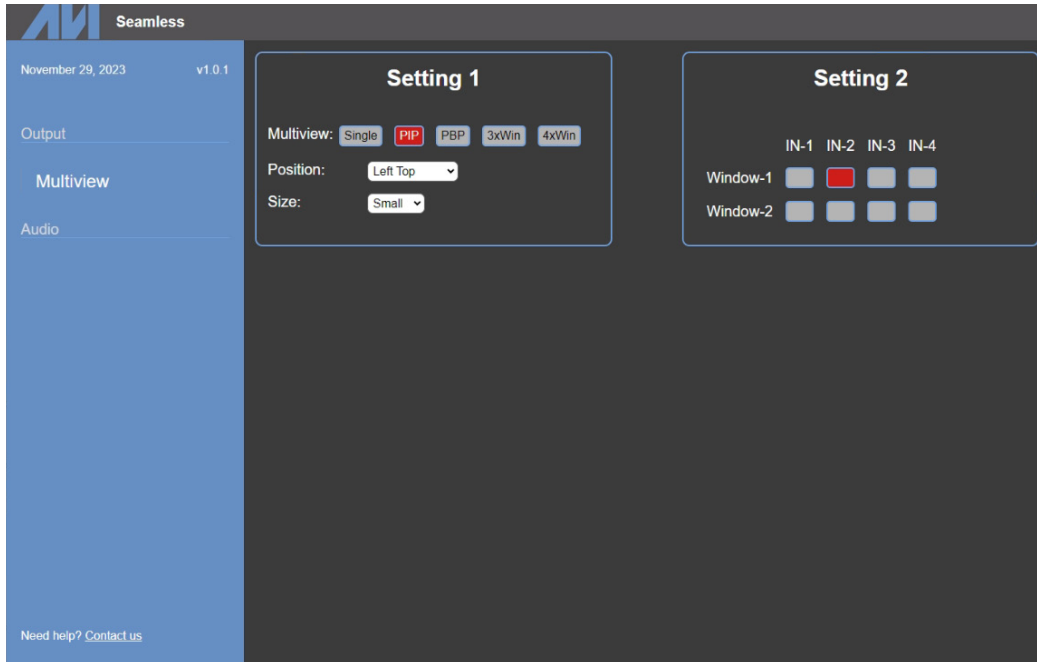 AVI Seamless
November 29, 2023 v1.0.1
Output
Multiview
Audio
Need help? Contact us
Setting 1
Multiview: Single PIP PBP 3xWin 4xWin
Position: Left Top
Size: Small
Setting 2
IN-1 IN-2 IN-3 IN-4
Window-1
Window-2